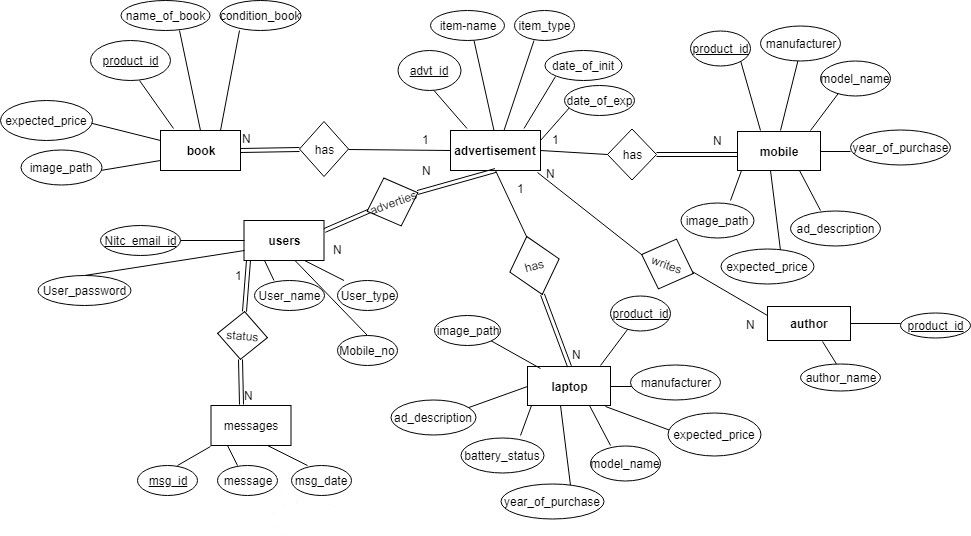 name_of_book
condition_book
item-name
item_type
product_id
manufacturer
product_id
advt_id
date_of_init
model_name
date_of_exp
expected_price
N
1
1
N
year_of_purchase
book
has
advertisement
has
mobile
image_path
N
N
adverties
1
image_path
ad_description
Nitc_email_id
users
N
has
writes
expected_price
1
User_password
User_name
User_type
product_id
status
image_path
N
author
product_id
Mobile_no
N
author_name
laptop
manufacturer
N
ad_description
messages
expected_price
battery_status
model_name
msg_id
message
msg_date
year_of_purchase